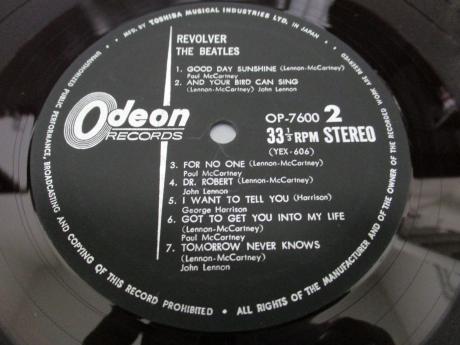 MFD. BY TOSHIBA MUSICAL INDUSTRIES LTD. IN JAPAN
REVOLVER
THE BEATLES
1. GOOD DAY SUNSHINE (Lennon-McCartney)
Paul McCartney
2. AND YOUR BIRD CAN SING
(Lennon-McCartney) John Lennon
Odeon
RECORDS
OP-7600 2
33⅓RPM STEREO
(YEX-606)
3. FOR NO ONE (Lennon-McCartney)
Paul McCartney
4. DR. ROBERT (Lennon-McCartney)
John Lennon
5. I WANT TO TELL YOU (Harrison)
George Harrison
6. GOT TO GET YOU INTO MY LIFE
(Lennon-McCartney)
Paul McCartney
7. TOMORROW NEVER KNOWS
(Lennon-McCartney)
John Lennon
ALL RIGHTS OF THE MANUFACTURER AND OF THE OWNER OF THE RECORDED WORK ARE RESERVED
UNAUTHORIZED PUBLIC PERFORMANCE, BROADCASTING AND COPYING OF THIS RECORD PROHIBITED